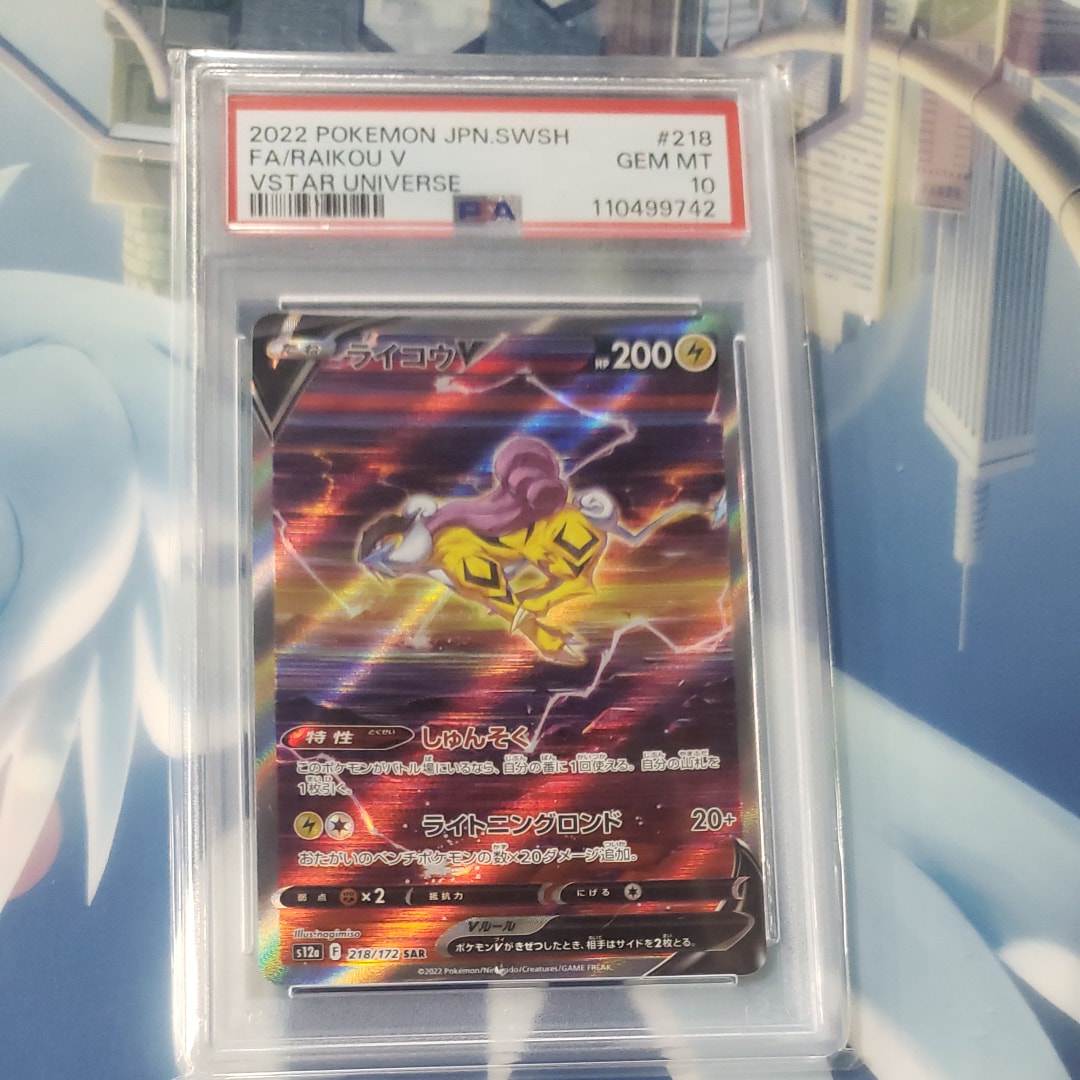 2022 POKEMON JPN.SWSH #218
FA/RAIKOU V GEM MT
VSTAR UNIVERSE 10
PSA 110499742
たね ライコウV HP200
特性 とくせい しゅんそく
このポケモンがバトル場にいるなら、自分の番に1回使える。自分の山札を
1枚引く。
ライトニングロンド 20+
おたがいのベンチポケモンの数×20ダメージ追加。
弱点 ×2 抵抗力 にげる
Vルール
ポケモンVがきぜつしたとき、相手はサイドを2枚とる。
Illus. nagimiso
s12a F 218/172 SAR
©2022 Pokémon/Nintendo/Creatures/GAME FREAK.